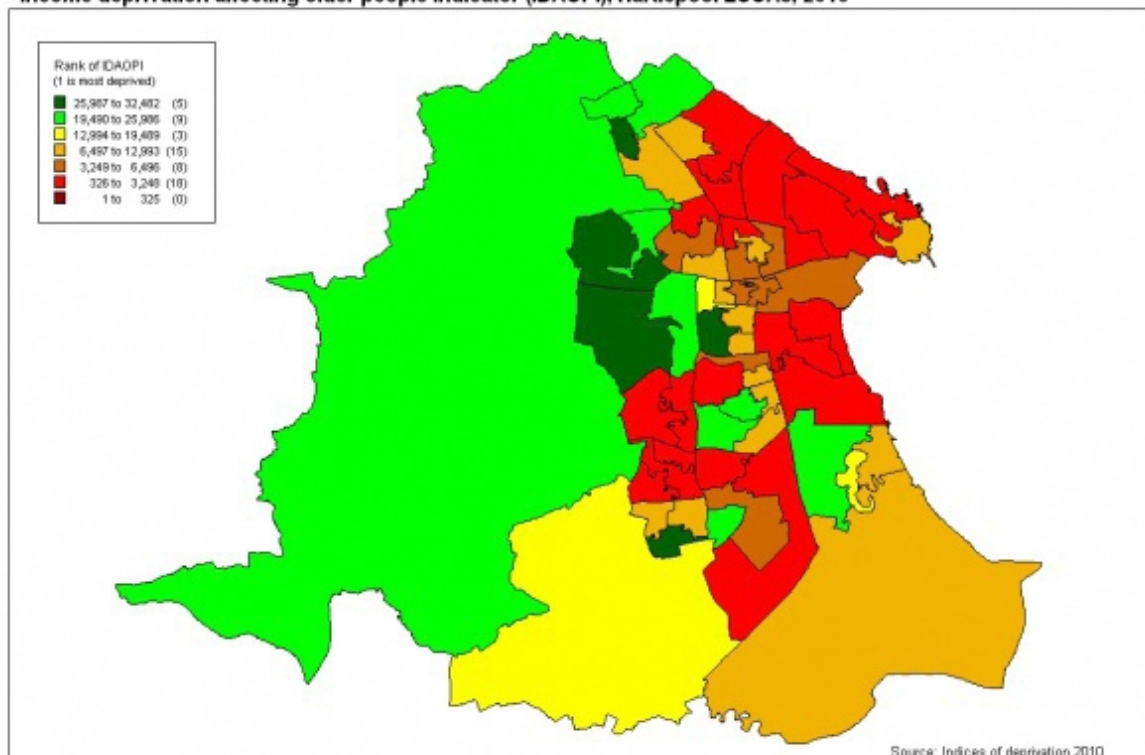 Income deprivation affecting older people indicator (IDAOPI), Hartlepool LSOAs, 2010
Rank of IDAOPI
(1 is most deprived)
25,987 to 32,482 (5)
19,490 to 25,986 (9)
12,994 to 19,489 (3)
6,497 to 12,993 (15)
3,249 to 6,496 (8)
326 to 3,248 (18)
1 to 325 (0)
Source: Indices of deprivation 2010